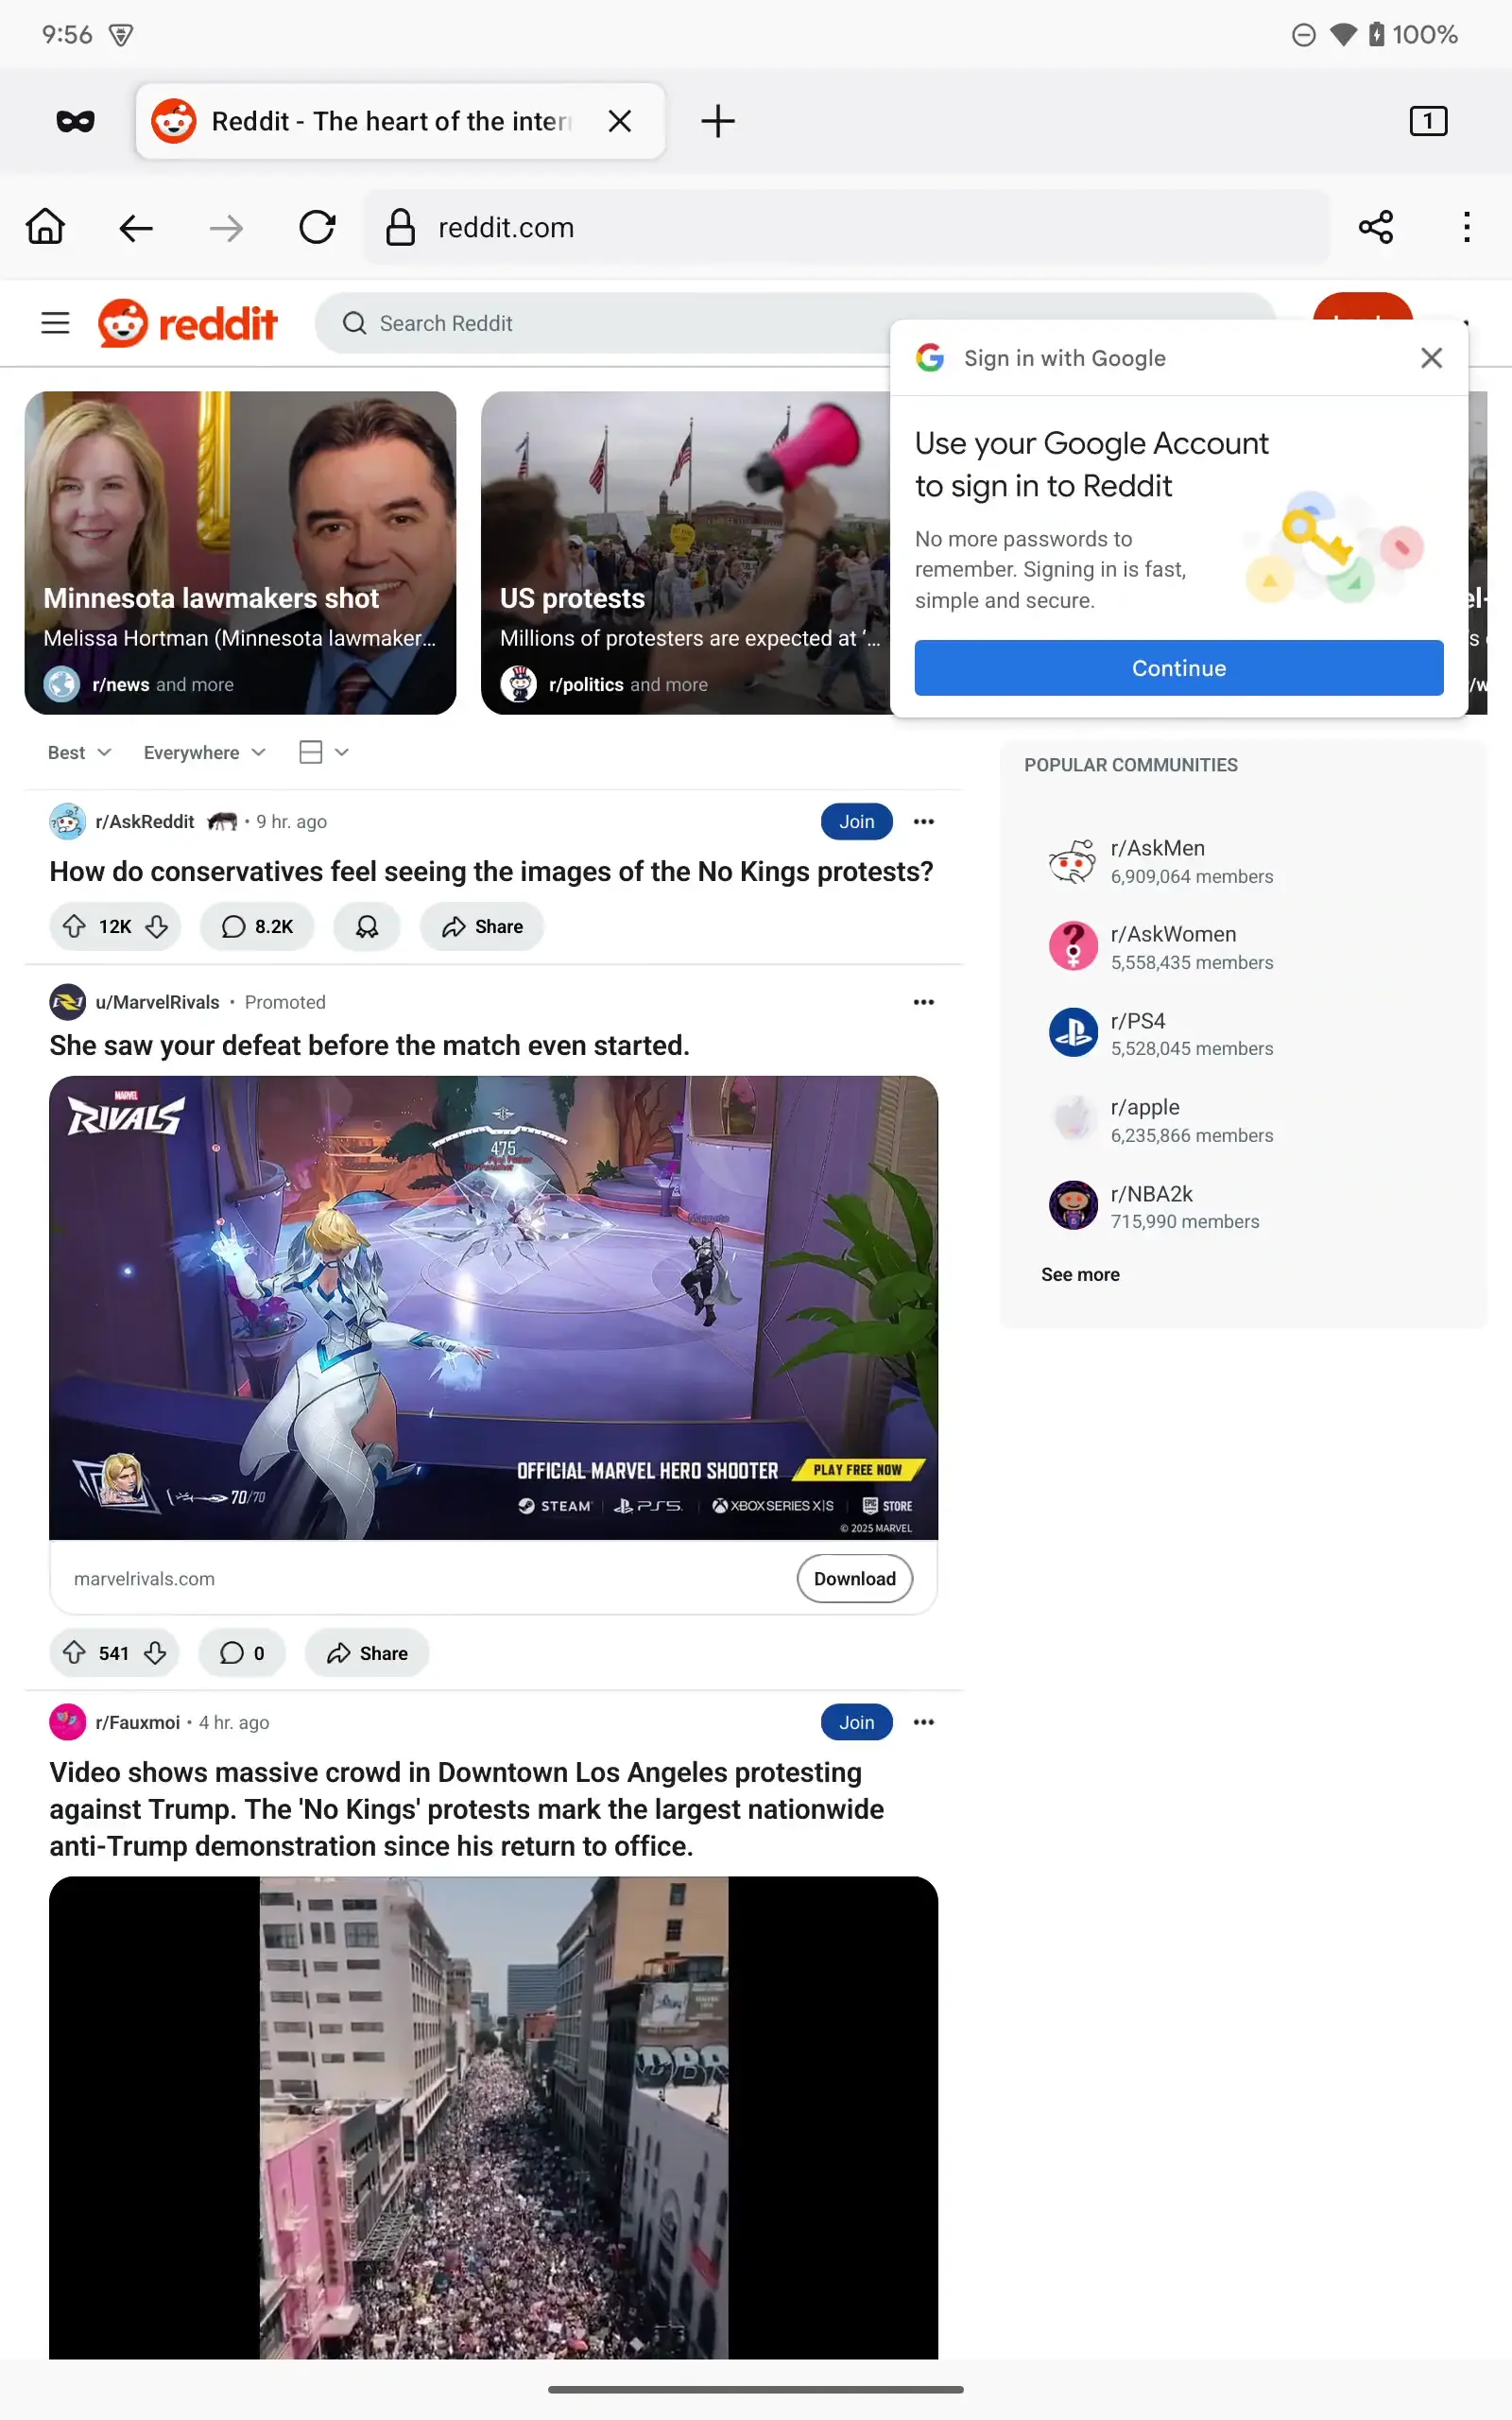 9:56
100%
Reddit - The heart of the inter
1
reddit.com
reddit
Search Reddit
Sign in with Google
Use your Google Account
to sign in to Reddit
No more passwords to
remember. Signing in is fast,
simple and secure.
Continue
Minnesota lawmakers shot
Melissa Hortman (Minnesota lawmaker...
r/news and more
US protests
Millions of protesters are expected at ‘...
r/politics and more
Best
Everywhere
r/AskReddit • 9 hr. ago
Join
How do conservatives feel seeing the images of the No Kings protests?
12K
8.2K
Share
u/MarvelRivals • Promoted
She saw your defeat before the match even started.
MARVEL
RIVALS
475
Magneto
OFFICIAL MARVEL HERO SHOOTER
PLAY FREE NOW
70/70
STEAM
PS5
XBOX SERIES X|S
EPIC STORE
© 2025 MARVEL
marvelrivals.com
Download
541
0
Share
r/Fauxmoi • 4 hr. ago
Join
Video shows massive crowd in Downtown Los Angeles protesting
against Trump. The 'No Kings' protests mark the largest nationwide
anti-Trump demonstration since his return to office.
POPULAR COMMUNITIES
r/AskMen
6,909,064 members
r/AskWomen
5,558,435 members
r/PS4
5,528,045 members
r/apple
6,235,866 members
r/NBA2k
715,990 members
See more